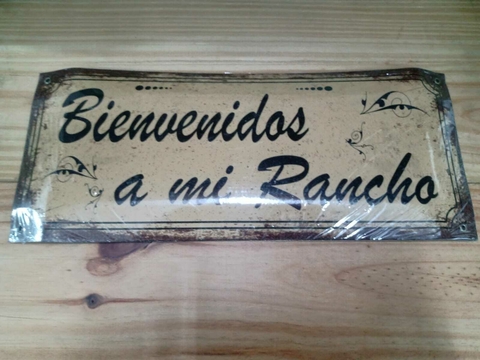 Bienvenidos
a mi Rancho